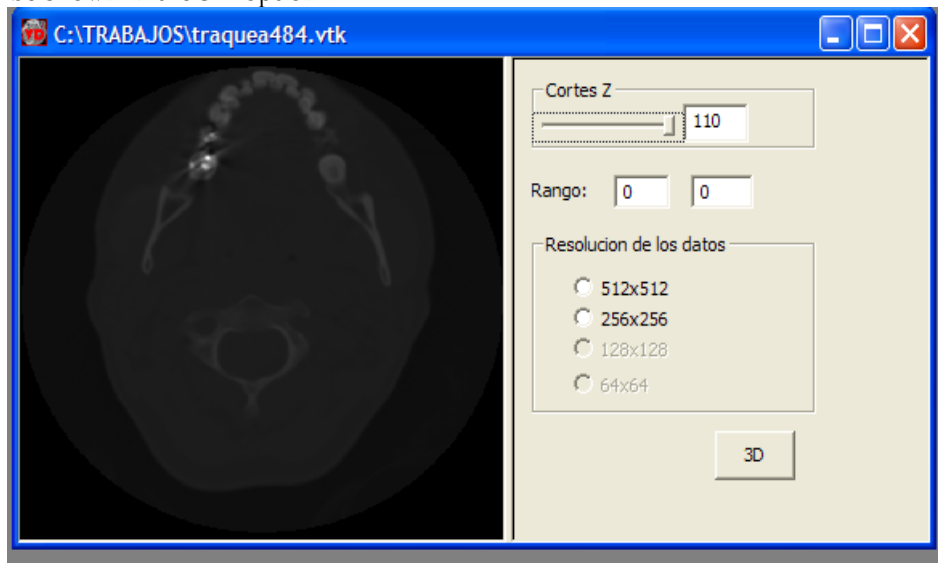 C:\TRABAJOS\traquea484.vtk
Cortes Z
110
Rango: 0 0
Resolucion de los datos
512x512
256x256
128x128
64x64
3D